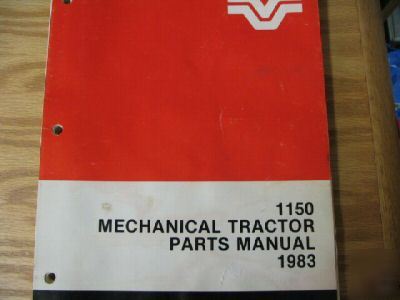 1150
MECHANICAL TRACTOR
PARTS MANUAL
1983